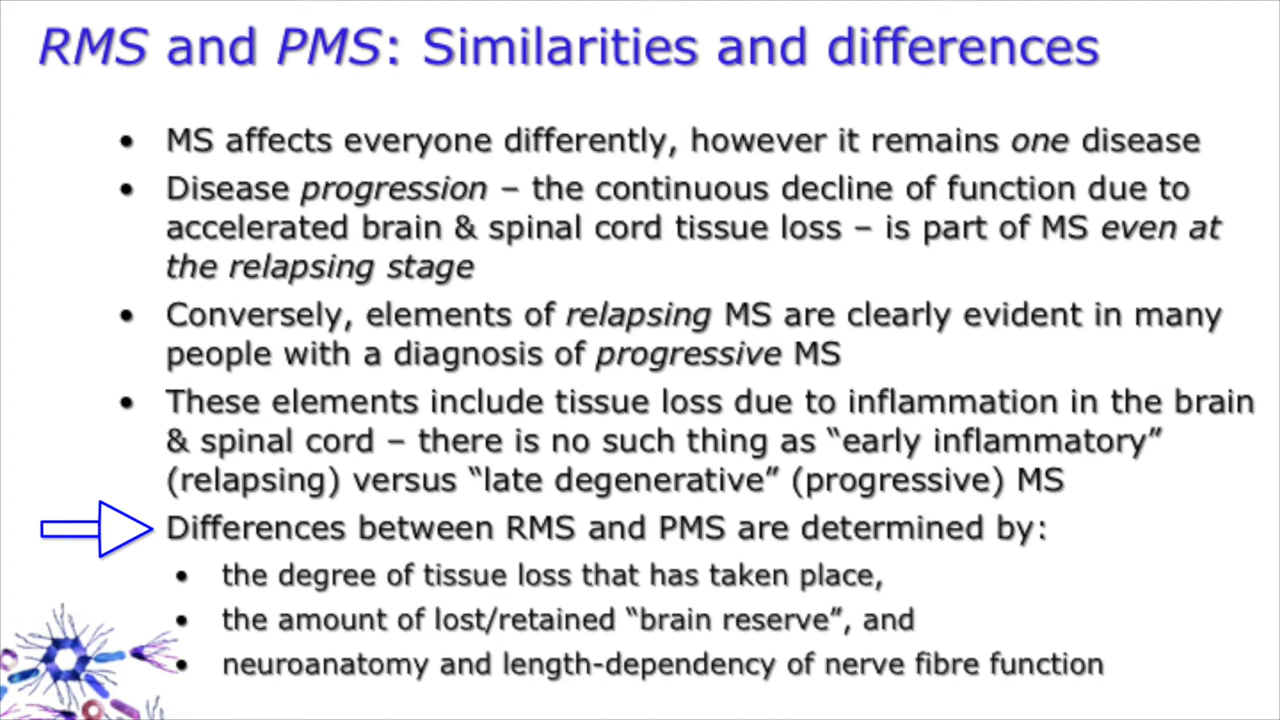 RMS and PMS: Similarities and differences
• MS affects everyone differently, however it remains one disease
• Disease progression – the continuous decline of function due to
accelerated brain & spinal cord tissue loss – is part of MS even at
the relapsing stage
• Conversely, elements of relapsing MS are clearly evident in many
people with a diagnosis of progressive MS
• These elements include tissue loss due to inflammation in the brain
& spinal cord – there is no such thing as “early inflammatory”
(relapsing) versus “late degenerative” (progressive) MS
Differences between RMS and PMS are determined by:
• the degree of tissue loss that has taken place,
• the amount of lost/retained “brain reserve”, and
• neuroanatomy and length-dependency of nerve fibre function